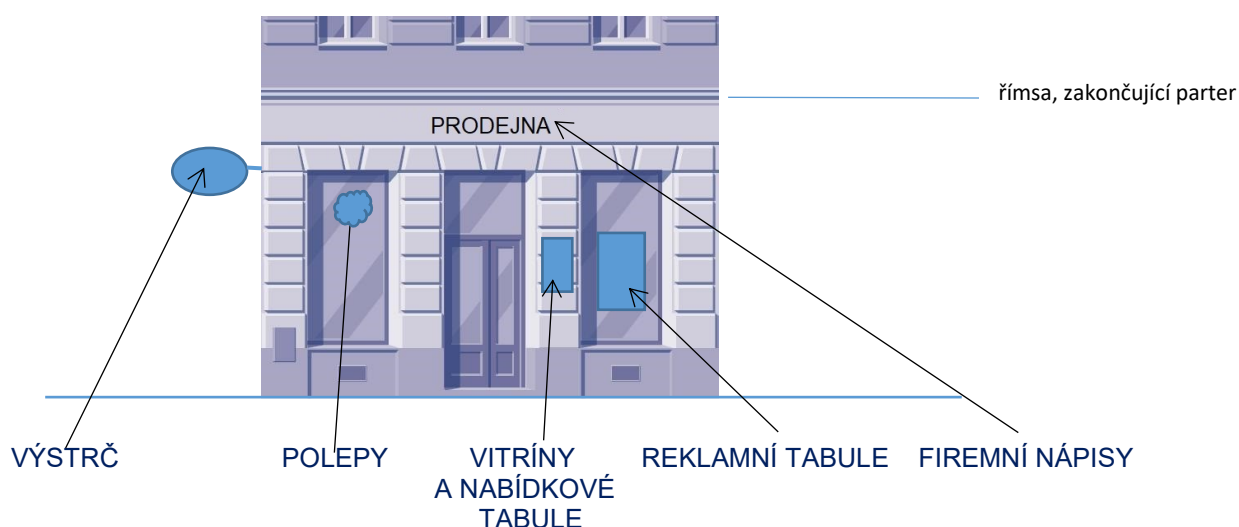 římsa, zakončující parter
PRODEJNA
VÝSTRČ
POLEPY
VITRÍNY
A NABÍDKOVÉ
TABULE
REKLAMNÍ TABULE
FIREMNÍ NÁPISY